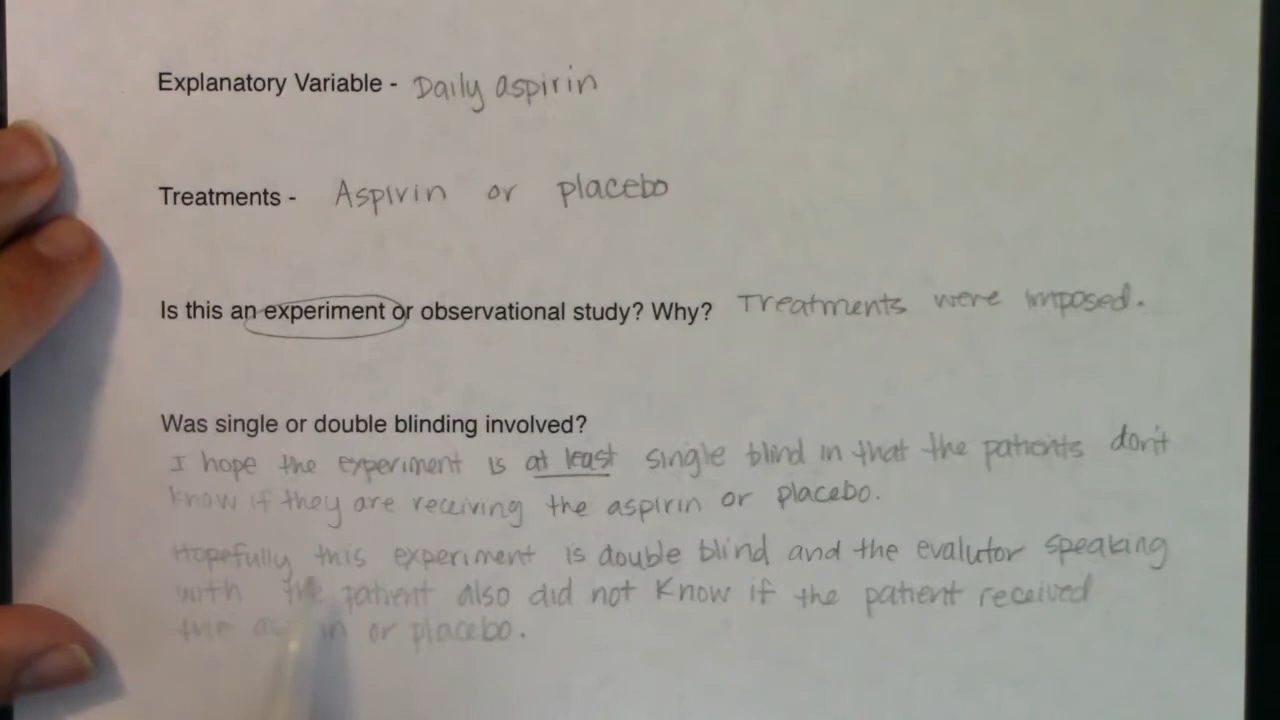 Explanatory Variable - Daily aspirin
Treatments - Aspirin or placebo
Is this an experiment or observational study? Why? Treatments were imposed.
Was single or double blinding involved?
I hope the experiment is at least single blind in that the patients don't
know if they are receiving the aspirin or placebo.
Hopefully this experiment is double blind and the evalutor speaking
with the patient also did not know if the patient received
the or placebo.